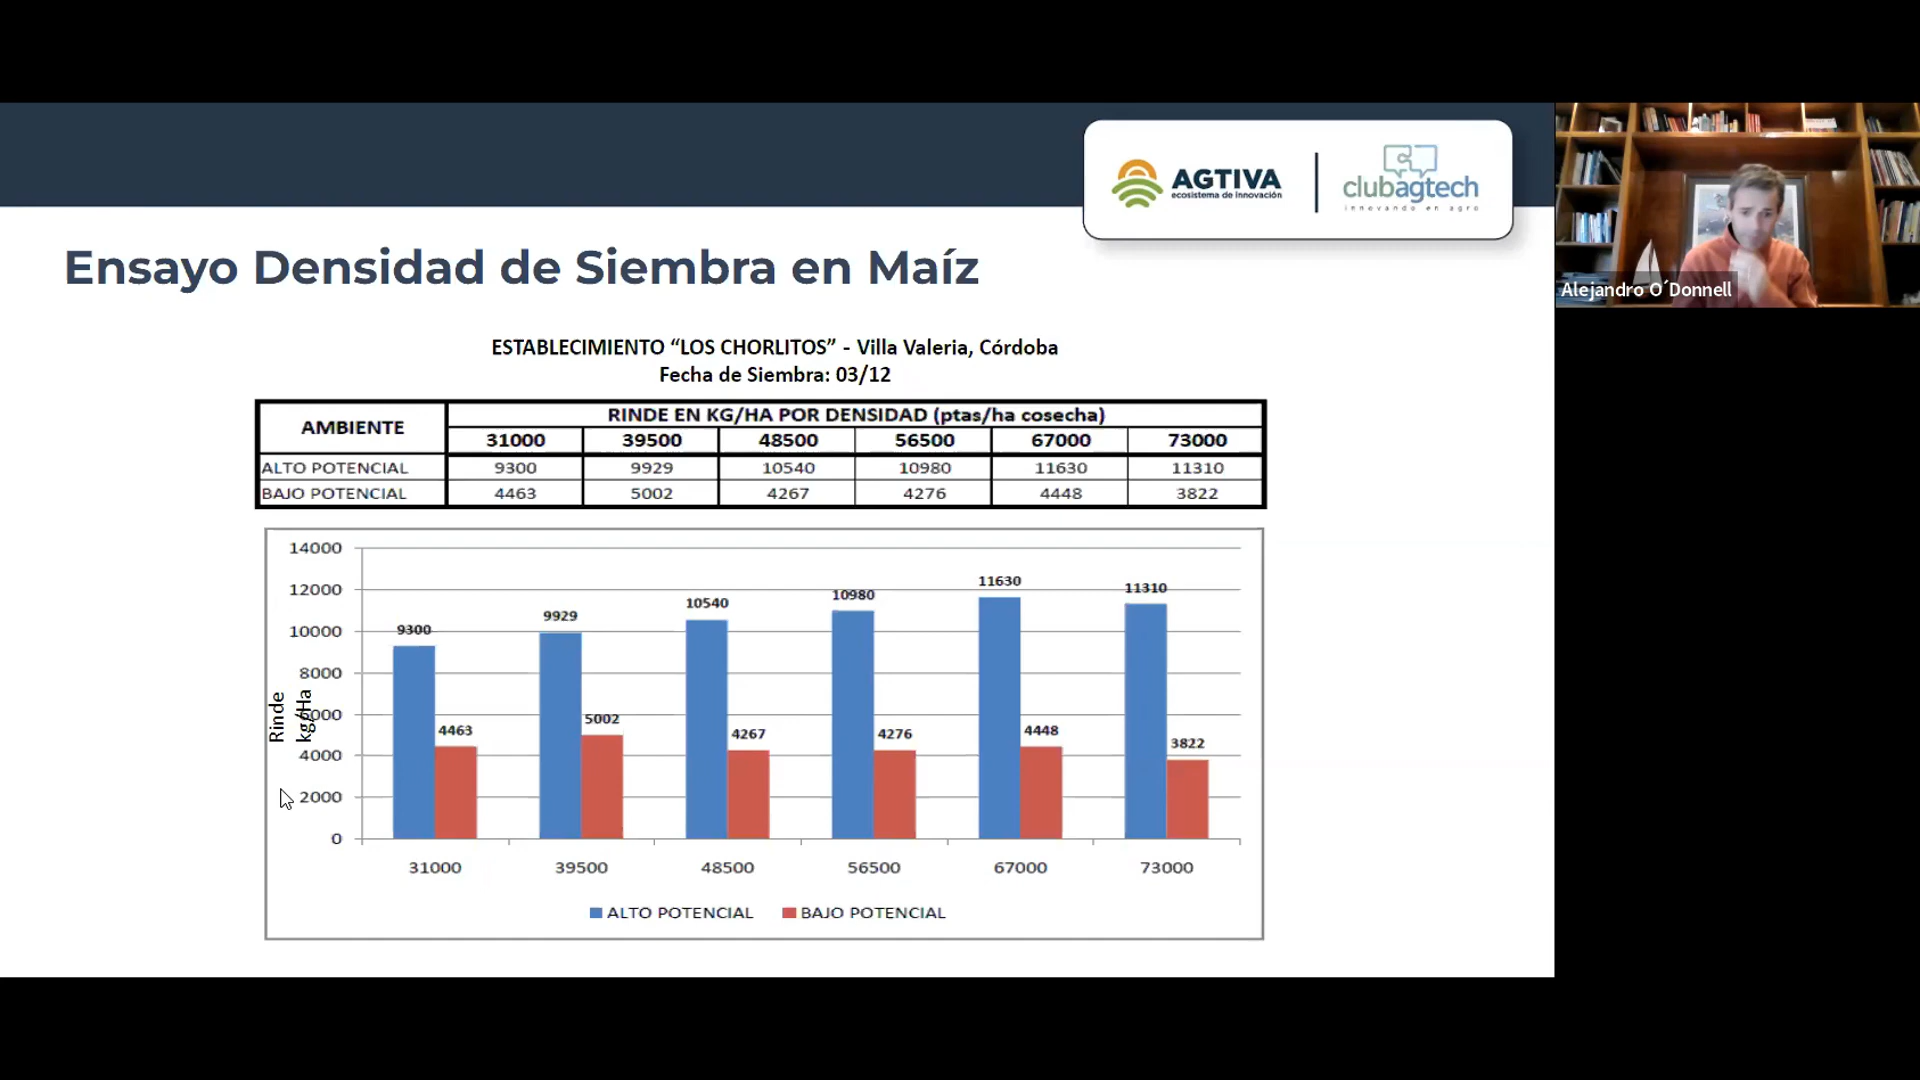 AGTIVA
ecosistema de innovación
clubagtech
innovando en agro
Ensayo Densidad de Siembra en Maíz
Alejandro O´Donnell
ESTABLECIMIENTO “LOS CHORLITOS” - Villa Valeria, Córdoba
Fecha de Siembra: 03/12
AMBIENTE
RINDE EN KG/HA POR DENSIDAD (ptas/ha cosecha)
31000 39500 48500 56500 67000 73000
ALTO POTENCIAL 9300 9929 10540 10980 11630 11310
BAJO POTENCIAL 4463 5002 4267 4276 4448 3822
14000
12000
10000
8000
6000
4000
2000
0
Rinde
kg/Ha
9300 9929 10540 10980 11630 11310
4463 5002 4267 4276 4448 3822
31000 39500 48500 56500 67000 73000
ALTO POTENCIAL BAJO POTENCIAL